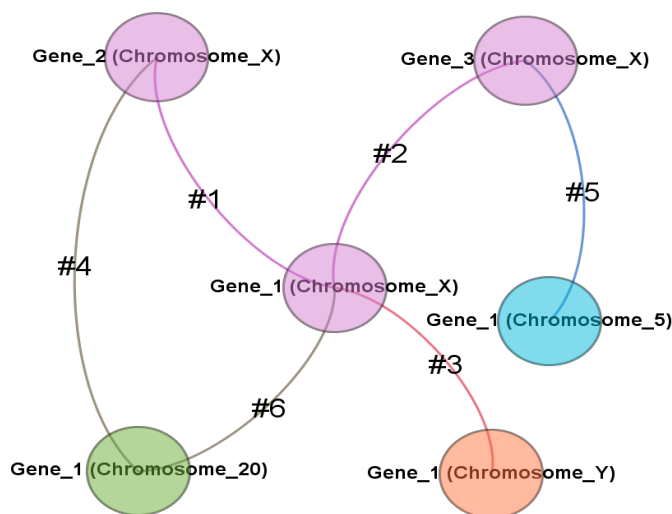 Gene_2 (Chromosome_X)
Gene_3 (Chromosome_X)
#2
#1
#5
#4
Gene_1 (Chromosome_X)
Gene_1 (Chromosome_5)
#3
#6
Gene_1 (Chromosome_20)
Gene_1 (Chromosome_Y)